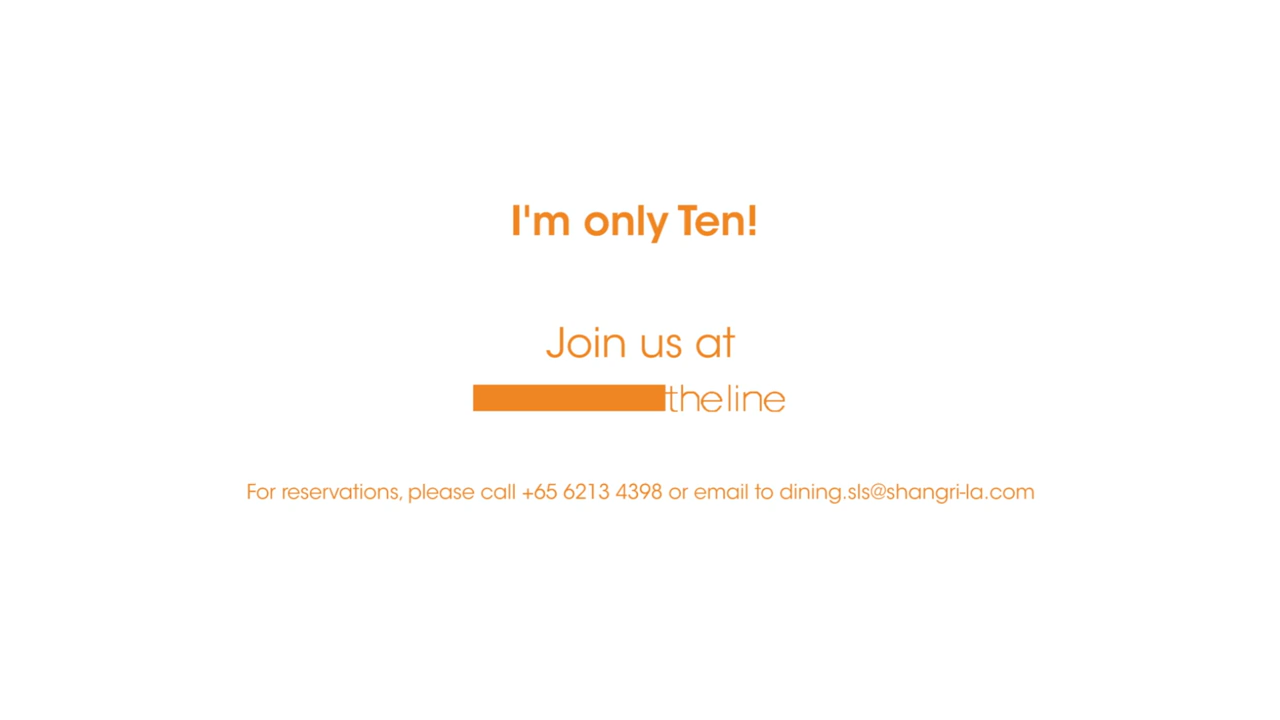 I'm only Ten!
Join us at
theline
For reservations, please call +65 6213 4398 or email to dining.sls@shangri-la.com